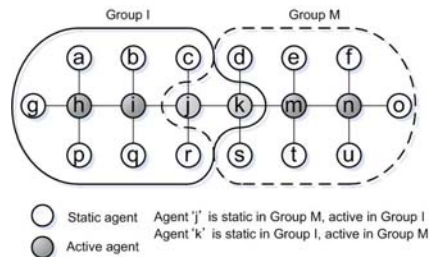 Group I Group M
a b c d e f
g h i j k m n o
p q r s t u
Static agent Agent 'j' is static in Group M, active in Group I
Active agent Agent 'k' is static in Group I, active in Group M